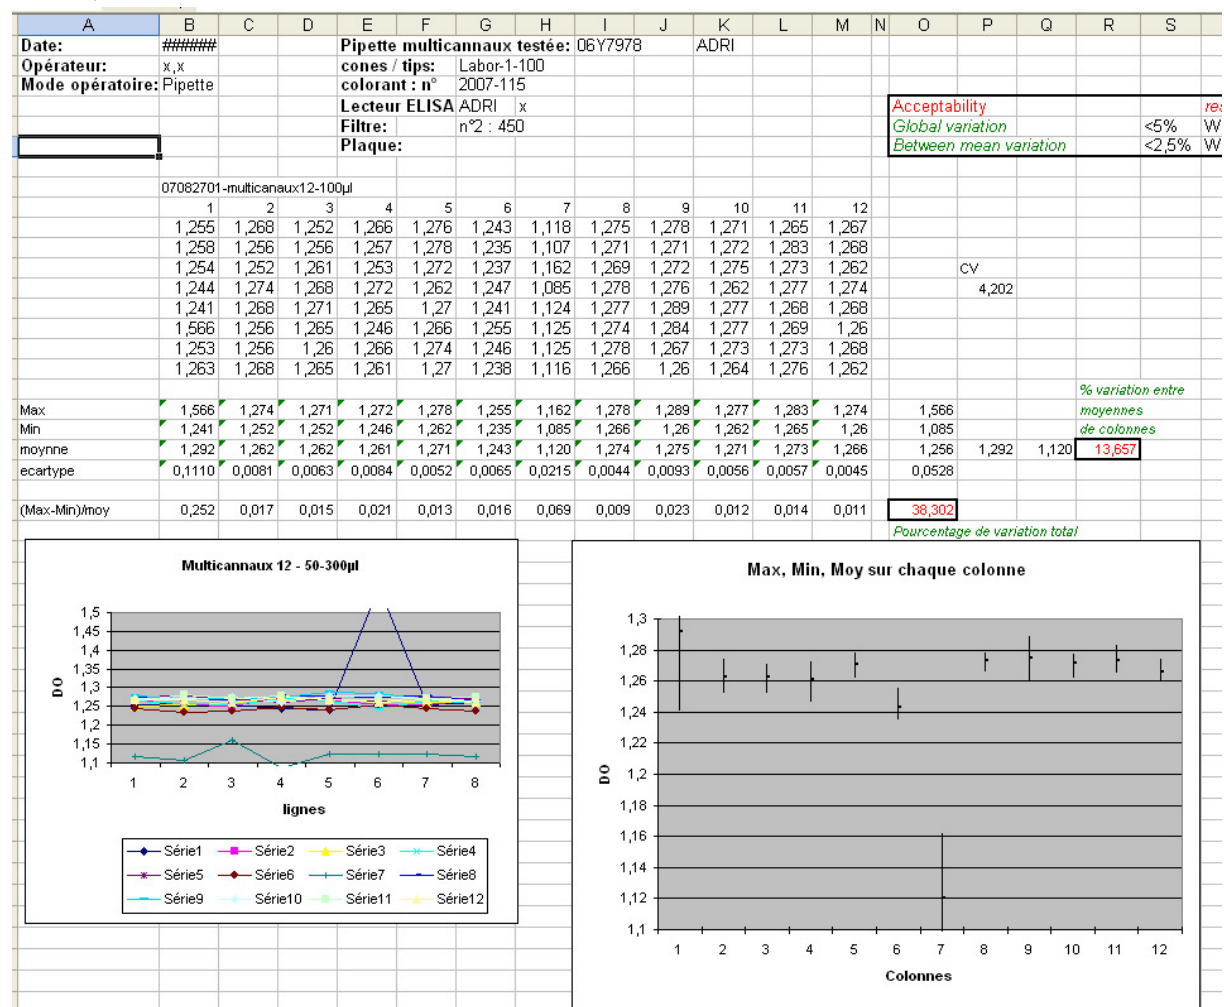 A B C D E F G H I J K L M N O P Q R S
Date: ###### Pipette multicannaux testée: 06Y7978 ADRI
Opérateur: x,x cones / tips: Labor-1-100
Mode opératoire: Pipette colorant : n° 2007-115
Lecteur ELISA ADRI x Acceptability res
Filtre: n°2 : 450 Global variation <5% W
Plaque: Between mean variation <2,5% W
07082701-multicanaux12-100µl
1 2 3 4 5 6 7 8 9 10 11 12
1,255 1,268 1,252 1,266 1,276 1,243 1,118 1,275 1,278 1,271 1,265 1,267
1,258 1,256 1,256 1,257 1,278 1,235 1,107 1,271 1,271 1,272 1,283 1,268
1,254 1,252 1,261 1,253 1,272 1,237 1,162 1,269 1,272 1,275 1,273 1,262 CV
1,244 1,274 1,268 1,272 1,262 1,247 1,085 1,278 1,276 1,262 1,277 1,274 4,202
1,241 1,268 1,271 1,265 1,27 1,241 1,124 1,277 1,289 1,277 1,268 1,268
1,566 1,256 1,265 1,246 1,266 1,255 1,125 1,274 1,284 1,277 1,269 1,26
1,253 1,256 1,26 1,266 1,274 1,246 1,125 1,278 1,267 1,273 1,273 1,268
1,263 1,268 1,265 1,261 1,27 1,238 1,116 1,266 1,26 1,264 1,276 1,262
% variation entre
Max 1,566 1,274 1,271 1,272 1,278 1,255 1,162 1,278 1,289 1,277 1,283 1,274 1,566 moyennes
Min 1,241 1,252 1,252 1,246 1,262 1,235 1,085 1,266 1,26 1,262 1,265 1,26 1,085 de colonnes
moynne 1,292 1,262 1,262 1,261 1,271 1,243 1,120 1,274 1,275 1,271 1,273 1,266 1,256 1,292 1,120 13,657
ecartype 0,1110 0,0081 0,0063 0,0084 0,0052 0,0065 0,0215 0,0044 0,0093 0,0056 0,0057 0,0045 0,0528
(Max-Min)/moy 0,252 0,017 0,015 0,021 0,013 0,016 0,069 0,009 0,023 0,012 0,014 0,011 38,302
Pourcentage de variation total
Multicannaux 12 - 50-300µl
1,5
1,45
1,4
1,35
1,3
1,25
1,2
1,15
1,1
DO
1 2 3 4 5 6 7 8
lignes
Série1 Série2 Série3 Série4
Série5 Série6 Série7 Série8
Série9 Série10 Série11 Série12
Max, Min, Moy sur chaque colonne
1,3
1,28
1,26
1,24
1,22
1,2
1,18
1,16
1,14
1,12
1,1
DO
1 2 3 4 5 6 7 8 9 10 11 12
Colonnes